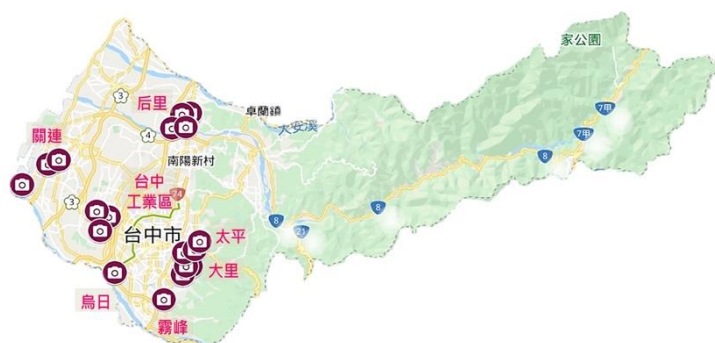 家公園
3
后里
卓蘭鎮
大安溪
7甲
4
7甲
關連
南陽新村
8
台中
工業區
74
3
8
8
21
台中市
太平
大里
烏日
霧峰